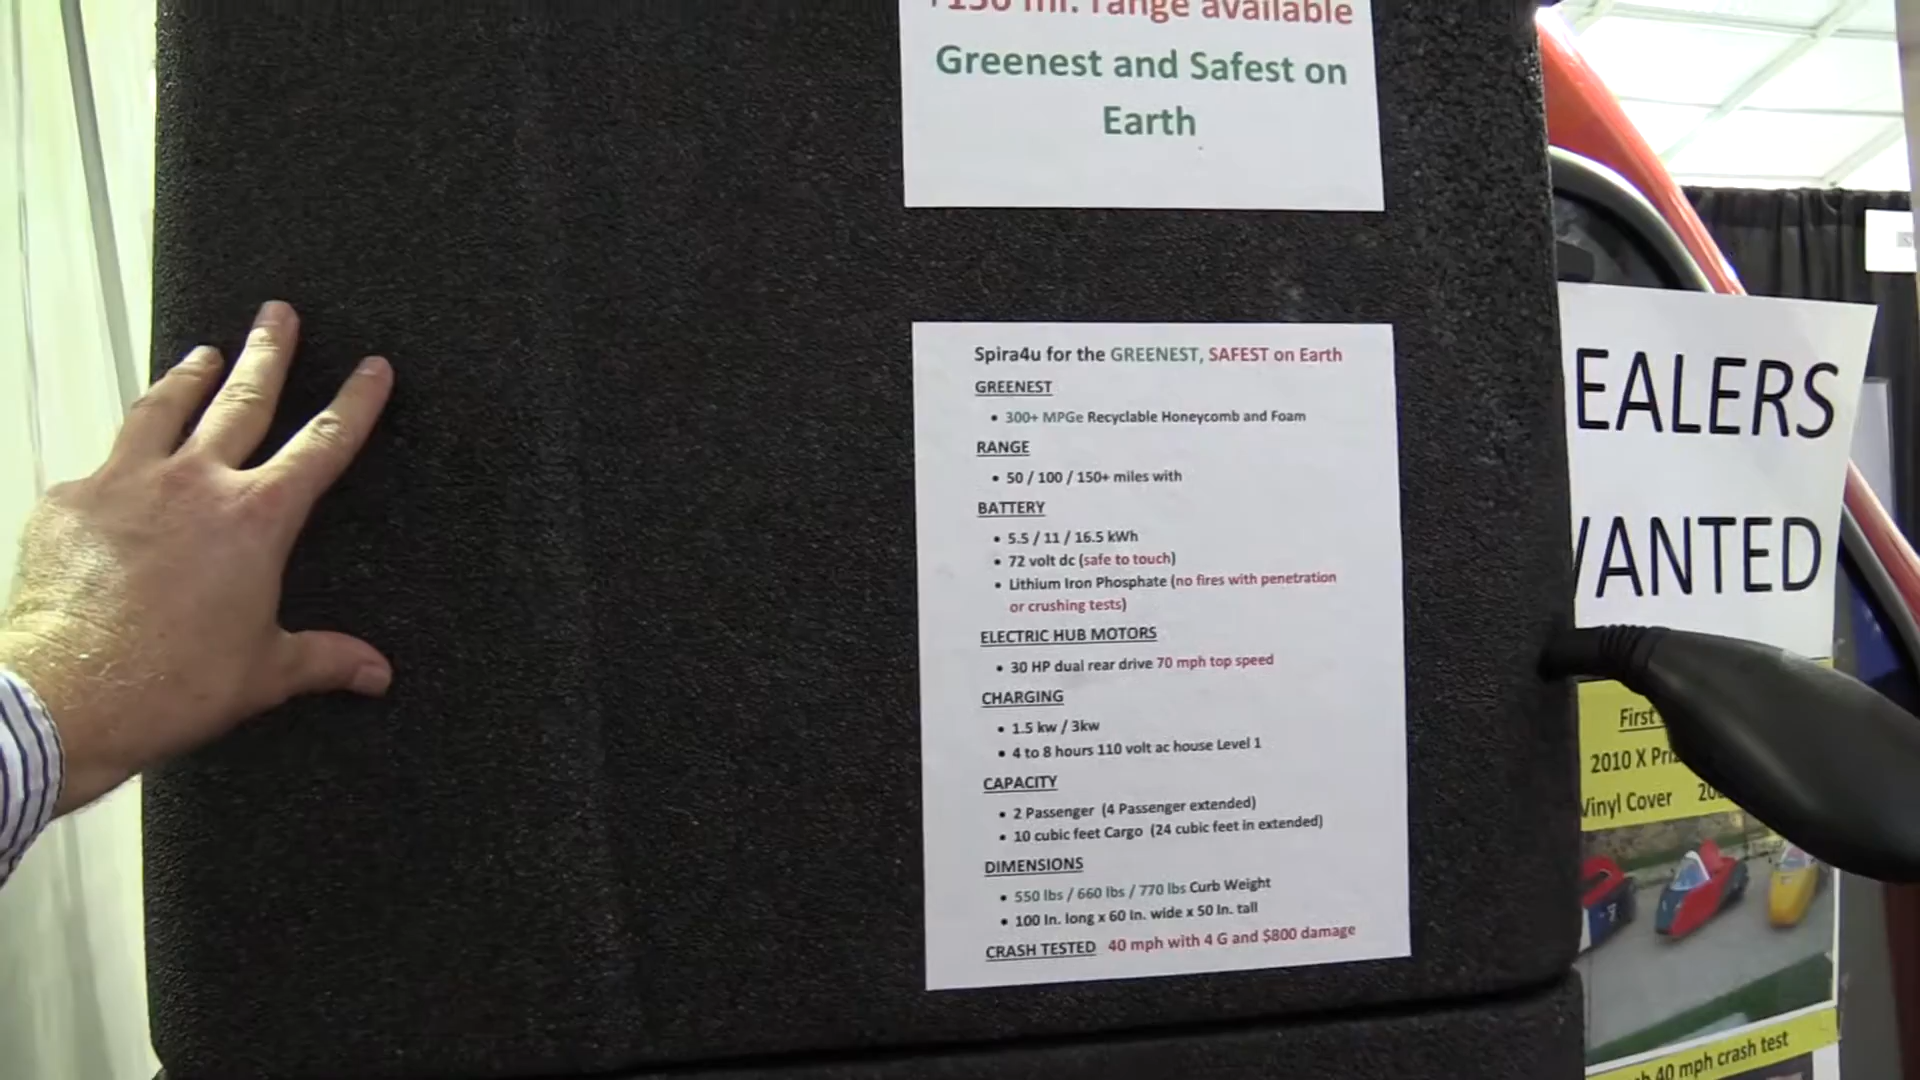 150 mi. range available
Greenest and Safest on
Earth
Spira4u for the GREENEST, SAFEST on Earth
GREENEST
• 300+ MPGe Recyclable Honeycomb and Foam
RANGE
• 50 / 100 / 150+ miles with
BATTERY
• 5.5 / 11 / 16.5 kWh
• 72 volt dc (safe to touch)
• Lithium Iron Phosphate (no fires with penetration
or crushing tests)
ELECTRIC HUB MOTORS
• 30 HP dual rear drive 70 mph top speed
CHARGING
• 1.5 kw / 3kw
• 4 to 8 hours 110 volt ac house Level 1
CAPACITY
• 2 Passenger (4 Passenger extended)
• 10 cubic feet Cargo (24 cubic feet in extended)
DIMENSIONS
• 550 lbs / 660 lbs / 770 lbs Curb Weight
• 100 In. long x 60 In. wide x 50 In. tall
CRASH TESTED 40 mph with 4 G and $800 damage
EALERS
WANTED
First
2010 X
Vinyl Cover
40 mph crash test